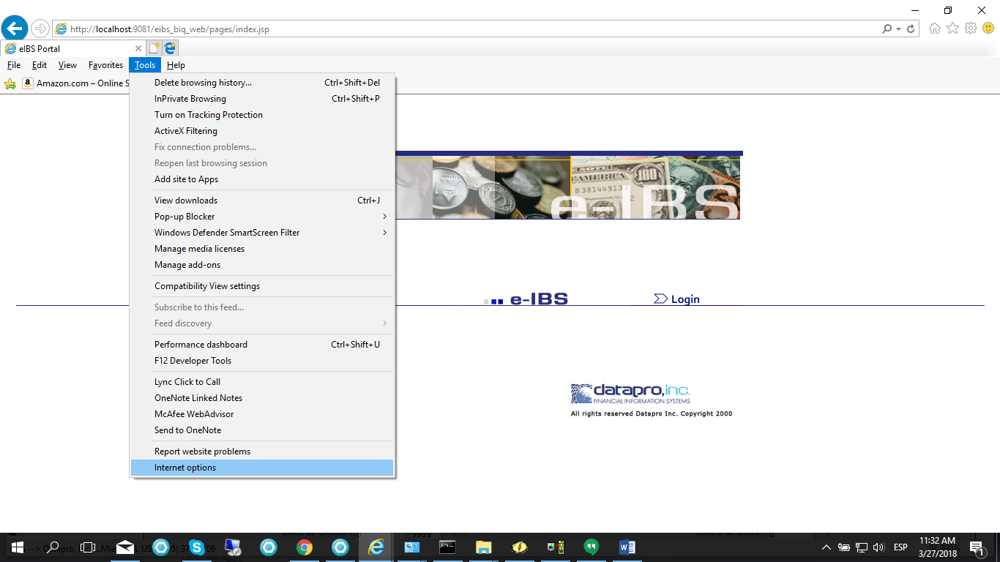 http://localhost:9081/eibs_biq_web/pages/index.jsp
eIBS Portal
File Edit View Favorites Tools Help
Amazon.com – Online S
Delete browsing history... Ctrl+Shift+Del
InPrivate Browsing Ctrl+Shift+P
Turn on Tracking Protection
ActiveX Filtering
Fix connection problems...
Reopen last browsing session
Add site to Apps
View downloads Ctrl+J
Pop-up Blocker
Windows Defender SmartScreen Filter
Manage media licenses
Manage add-ons
Compatibility View settings
Subscribe to this feed...
Feed discovery
Performance dashboard Ctrl+Shift+U
F12 Developer Tools
Lync Click to Call
OneNote Linked Notes
McAfee WebAdvisor
Send to OneNote
Report website problems
Internet options
AMERICA 100
B 38144913
e-IBS
e-IBS
Login
datapro,inc.
FINANCIAL INFORMATION SYSTEMS
All rights reserved Datapro Inc. Copyright 2000
ESP
11:32 AM
3/27/2018
1